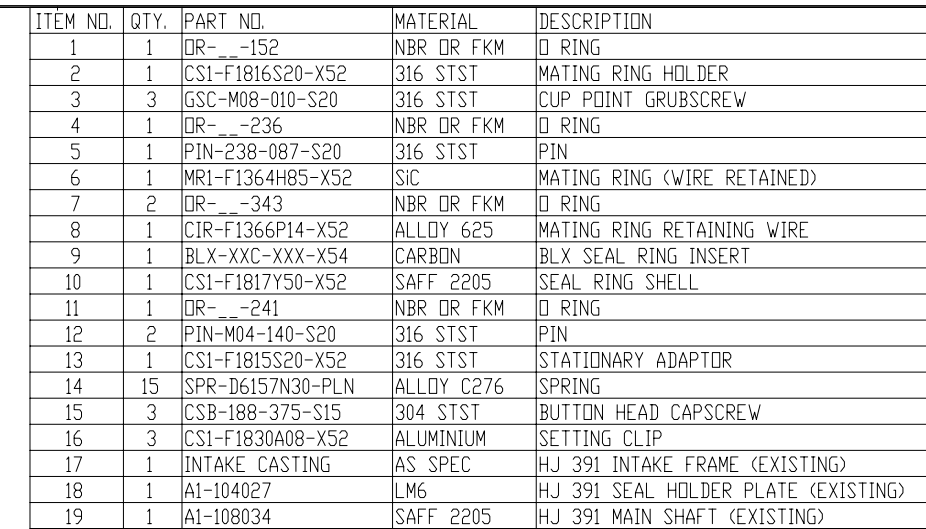 ITEM NO. QTY. PART NO. MATERIAL DESCRIPTION
1 1 OR-__-152 NBR OR FKM O RING
2 1 CS1-F1816S20-X52 316 STST MATING RING HOLDER
3 3 GSC-M08-010-S20 316 STST CUP POINT GRUBSCREW
4 1 OR-__-236 NBR OR FKM O RING
5 1 PIN-238-087-S20 316 STST PIN
6 1 MR1-F1364H85-X52 SiC MATING RING (WIRE RETAINED)
7 2 OR-__-343 NBR OR FKM O RING
8 1 CIR-F1366P14-X52 ALLOY 625 MATING RING RETAINING WIRE
9 1 BLX-XXC-XXX-X54 CARBON BLX SEAL RING INSERT
10 1 CS1-F1817Y50-X52 SAFF 2205 SEAL RING SHELL
11 1 OR-__-241 NBR OR FKM O RING
12 2 PIN-M04-140-S20 316 STST PIN
13 1 CS1-F1815S20-X52 316 STST STATIONARY ADAPTOR
14 15 SPR-D6157N30-PLN ALLOY C276 SPRING
15 3 CSB-188-375-S15 304 STST BUTTON HEAD CAPSCREW
16 3 CS1-F1830A08-X52 ALUMINIUM SETTING CLIP
17 1 INTAKE CASTING AS SPEC HJ 391 INTAKE FRAME (EXISTING)
18 1 A1-104027 LM6 HJ 391 SEAL HOLDER PLATE (EXISTING)
19 1 A1-108034 SAFF 2205 HJ 391 MAIN SHAFT (EXISTING)